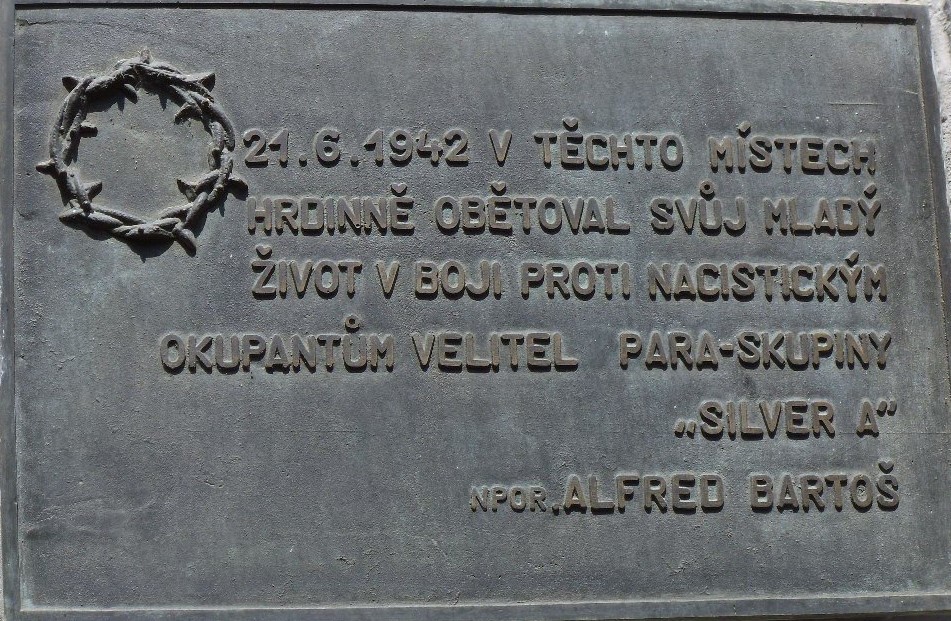 21.6.1942 V TĚCHTO MÍSTECH
HRDINNĚ OBĚTOVAL SVŮJ MLADÝ
ŽIVOT V BOJI PROTI NACISTICKÝM
OKUPANTŮM VELITEL PARA-SKUPINY
„SILVER A”
NPOR. ALFRED BARTOŠ